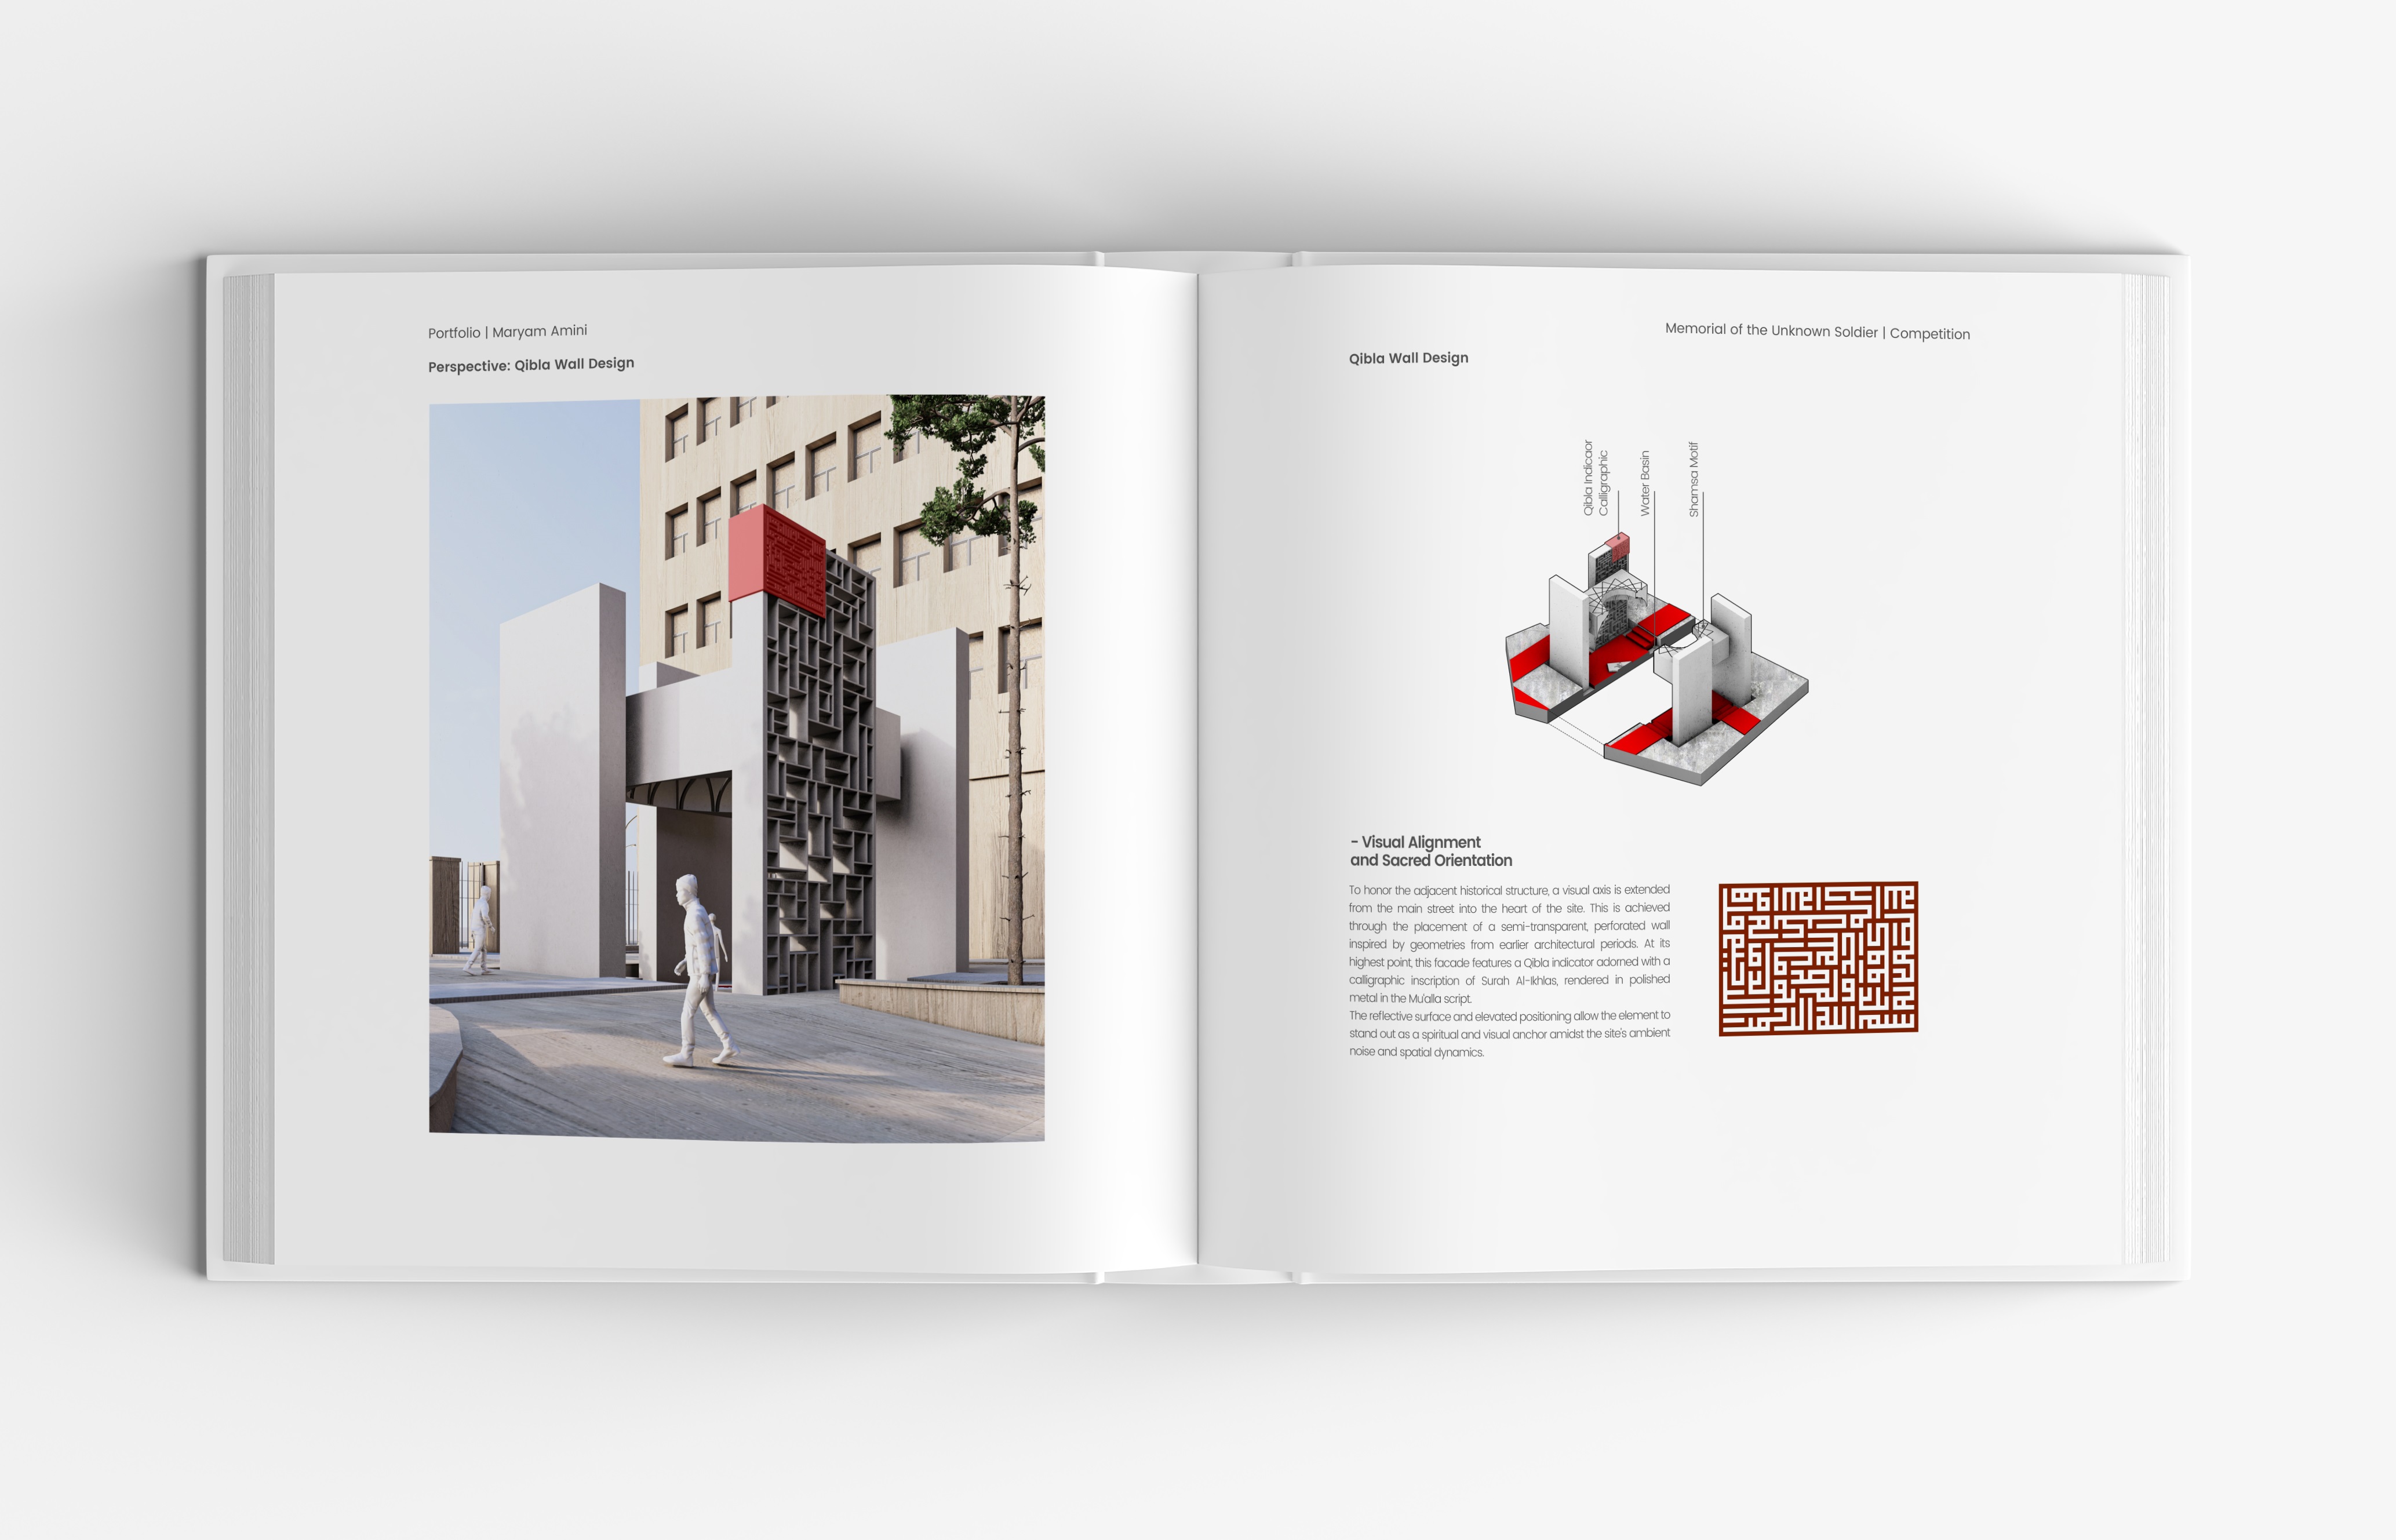 Portfolio | Maryam Amini
Perspective: Qibla Wall Design
Memorial of the Unknown Soldier | Competition
Qibla Wall Design
Qibla Indicaor
Calligraphic
Water Basin
Shamsa Motif
- Visual Alignment
and Sacred Orientation
To honor the adjacent historical structure, a visual axis is extended
from the main street into the heart of the site. This is achieved
through the placement of a semi-transparent, perforated wall
inspired by geometries from earlier architectural periods. At its
highest point, this facade features a Qibla indicator adorned with a
calligraphic inscription of Surah Al-Ikhlas, rendered in polished
metal in the Mu'alla script.
The reflective surface and elevated positioning allow the element to
stand out as a spiritual and visual anchor amidst the site's ambient
noise and spatial dynamics.